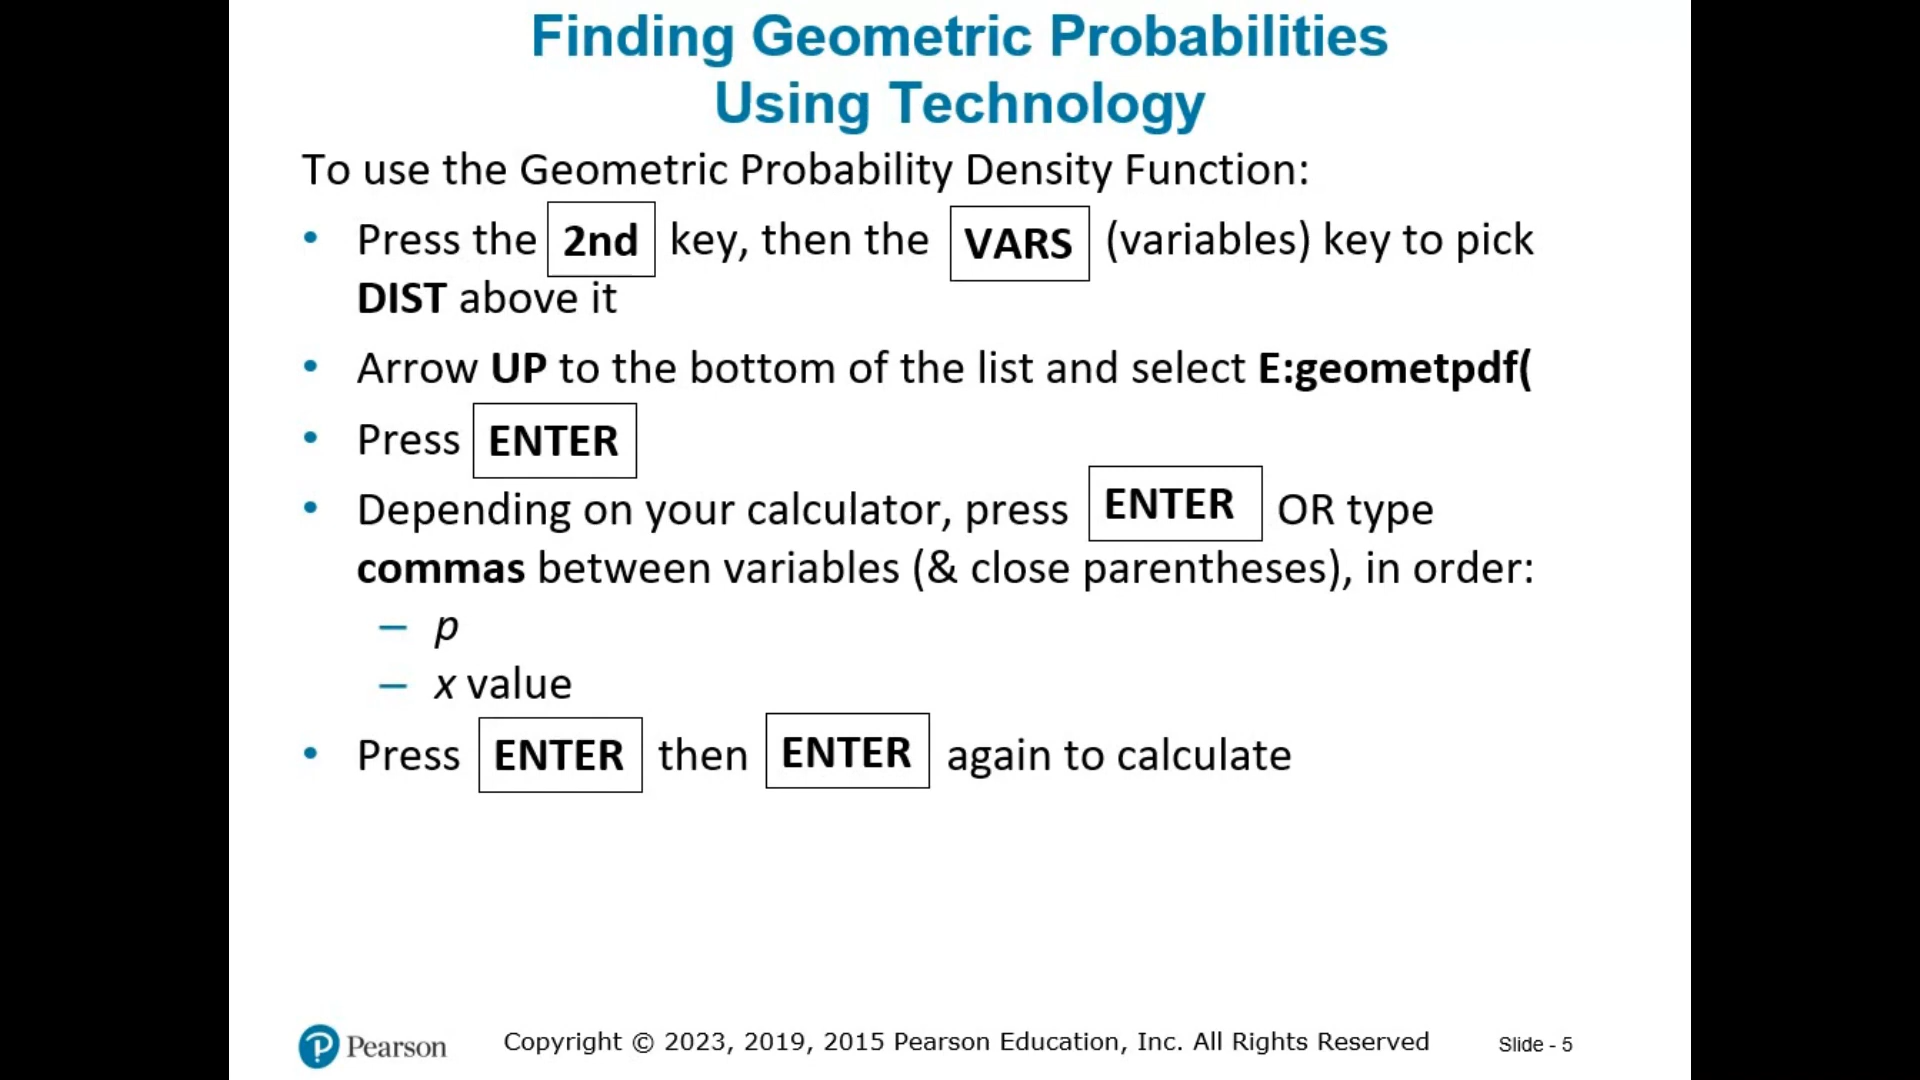 Finding Geometric Probabilities
Using Technology
To use the Geometric Probability Density Function:
• Press the 2nd key, then the VARS (variables) key to pick
DIST above it
• Arrow UP to the bottom of the list and select E:geometpdf(
• Press ENTER
• Depending on your calculator, press ENTER OR type
commas between variables (& close parentheses), in order:
– p
– x value
• Press ENTER then ENTER again to calculate
P Pearson Copyright © 2023, 2019, 2015 Pearson Education, Inc. All Rights Reserved Slide - 5